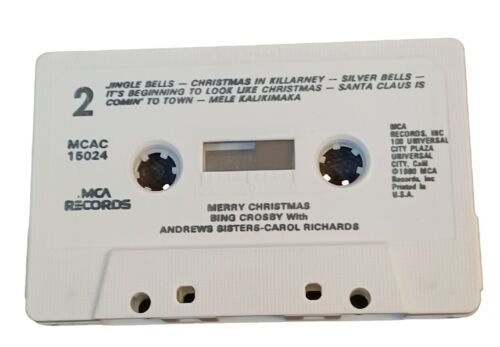 2
JINGLE BELLS — CHRISTMAS IN KILLARNEY -- SILVER BELLS —
IT'S BEGINNING TO LOOK LIKE CHRISTMAS — SANTA CLAUS IS
COMIN' TO TOWN — MELE KALIKIMAKA
MCAC
15024
MCA
RECORDS
MCA
RECORDS, INC
100 UNIVERSAL
CITY PLAZA
UNIVERSAL
CITY, Calif.
©1980 MCA
Records, Inc
Printed in
U.S.A.
MERRY CHRISTMAS
BING CROSBY With
ANDREWS SISTERS-CAROL RICHARDS